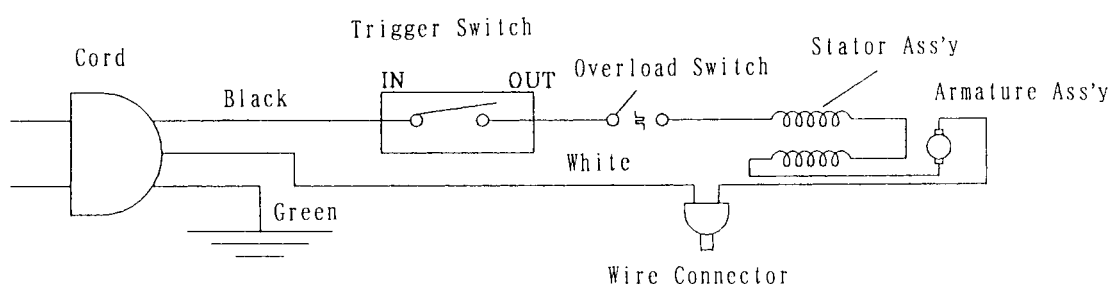 Trigger Switch
Cord
Stator Ass'y
IN
OUT
Overload Switch
Armature Ass'y
Black
White
Green
Wire Connector